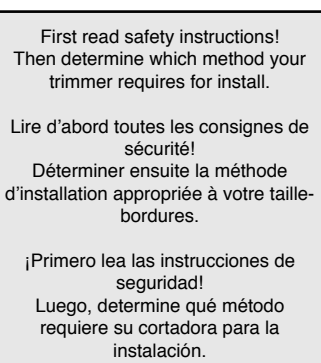 First read safety instructions!
Then determine which method your
trimmer requires for install.
Lire d'abord toutes les consignes de
sécurité!
Déterminer ensuite la méthode
d'installation appropriée à votre taille-
bordures.
¡Primero lea las instrucciones de
seguridad!
Luego, determine qué método
requiere su cortadora para la
instalación.